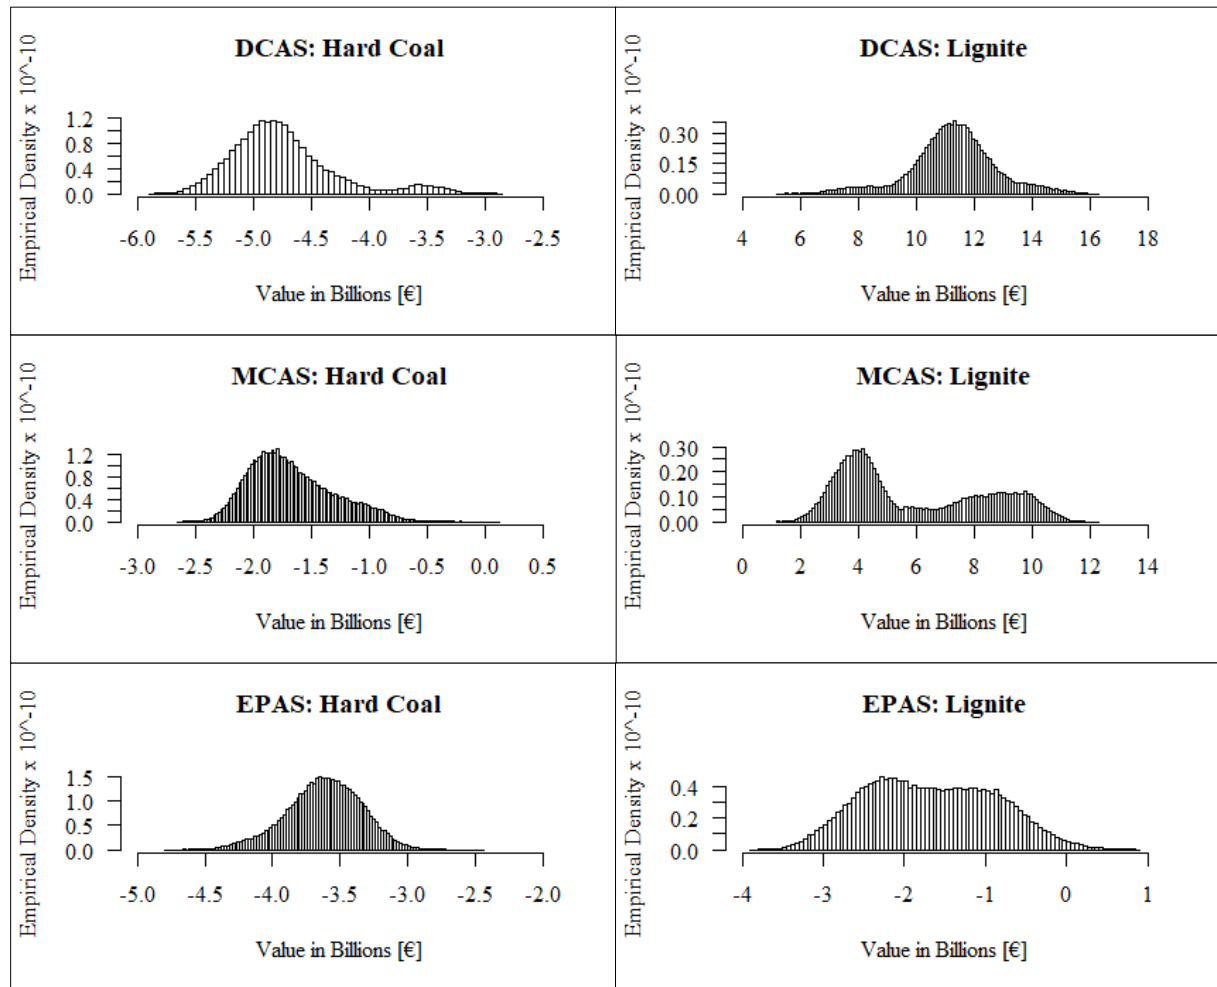 DCAS: Hard Coal
Empirical Density x 10^-10
1.2
0.8
0.4
0.0
-6.0 -5.5 -5.0 -4.5 -4.0 -3.5 -3.0 -2.5
Value in Billions [€]
DCAS: Lignite
Empirical Density x 10^-10
0.30
0.15
0.00
4 6 8 10 12 14 16 18
Value in Billions [€]
MCAS: Hard Coal
Empirical Density x 10^-10
1.2
0.8
0.4
0.0
-3.0 -2.5 -2.0 -1.5 -1.0 -0.5 0.0 0.5
Value in Billions [€]
MCAS: Lignite
Empirical Density x 10^-10
0.30
0.20
0.10
0.00
0 2 4 6 8 10 12 14
Value in Billions [€]
EPAS: Hard Coal
Empirical Density x 10^-10
1.5
1.0
0.5
0.0
-5.0 -4.5 -4.0 -3.5 -3.0 -2.5 -2.0
Value in Billions [€]
EPAS: Lignite
Empirical Density x 10^-10
0.4
0.2
0.0
-4 -3 -2 -1 0 1
Value in Billions [€]